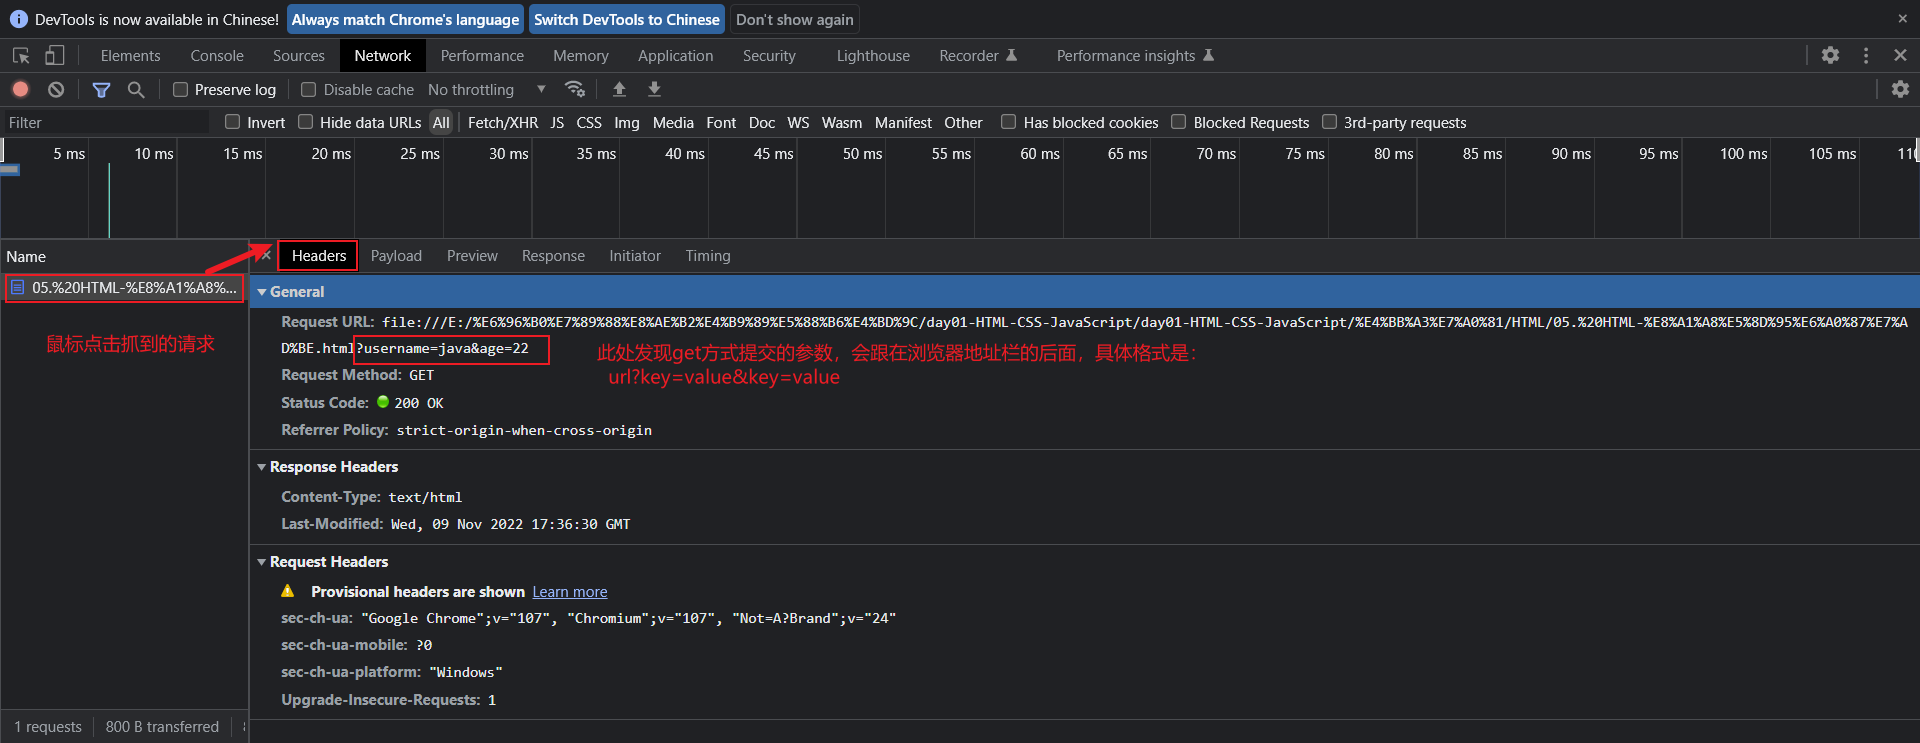 DevTools is now available in Chinese! Always match Chrome's language Switch DevTools to Chinese Don't show again
Elements Console Sources Network Performance Memory Application Security Lighthouse Recorder Performance insights
Preserve log Disable cache No throttling
Filter Invert Hide data URLs All Fetch/XHR JS CSS Img Media Font Doc WS Wasm Manifest Other Has blocked cookies Blocked Requests 3rd-party requests
5 ms 10 ms 15 ms 20 ms 25 ms 30 ms 35 ms 40 ms 45 ms 50 ms 55 ms 60 ms 65 ms 70 ms 75 ms 80 ms 85 ms 90 ms 95 ms 100 ms 105 ms
Name
05.%20HTML-%E8%A1%A8%...
鼠标点击抓到的请求
Headers Payload Preview Response Initiator Timing
General
Request URL: file:///E:/%E6%96%B0%E7%89%88%E8%AE%B2%E4%B9%89%E5%88%B6%E4%BD%9C/day01-HTML-CSS-JavaScript/day01-HTML-CSS-JavaScript/%E4%BB%A3%E7%A0%81/HTML/05.%20HTML-%E8%A1%A8%E5%8D%95%E6%A0%87%E7%A
D%BE.html?username=java&age=22
此处发现get方式提交的参数，会跟在浏览器地址栏的后面，具体格式是：
url?key=value&key=value
Request Method: GET
Status Code: 200 OK
Referrer Policy: strict-origin-when-cross-origin
Response Headers
Content-Type: text/html
Last-Modified: Wed, 09 Nov 2022 17:36:30 GMT
Request Headers
Provisional headers are shown Learn more
sec-ch-ua: "Google Chrome";v="107", "Chromium";v="107", "Not=A?Brand";v="24"
sec-ch-ua-mobile: ?0
sec-ch-ua-platform: "Windows"
Upgrade-Insecure-Requests: 1
1 requests 800 B transferred